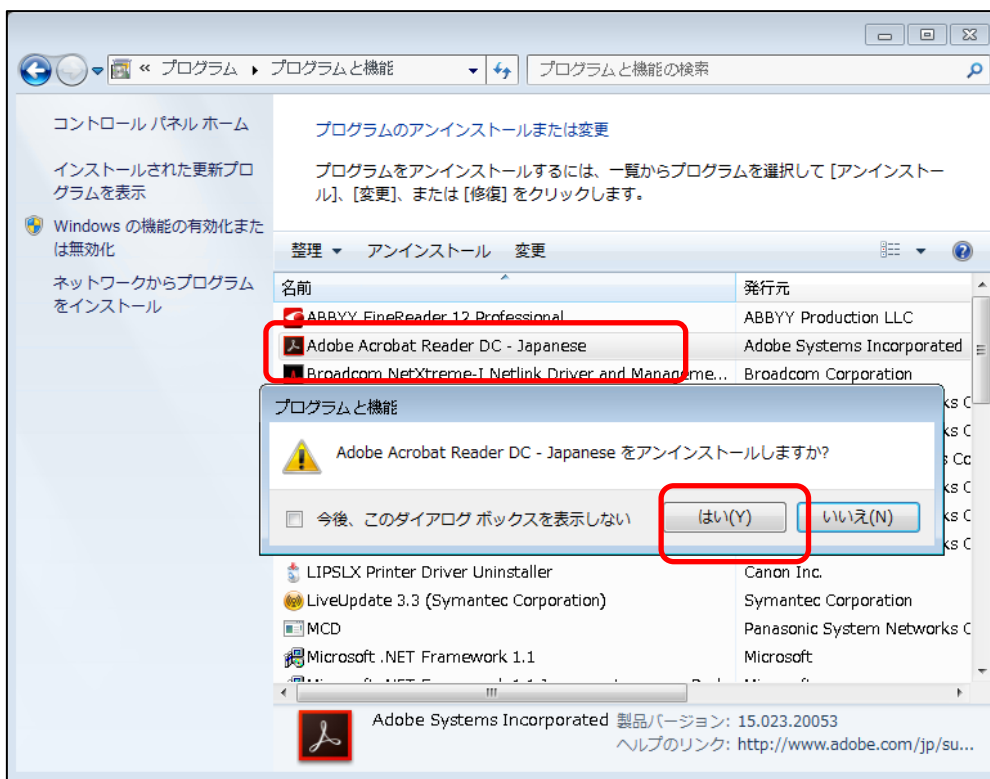 « プログラム ▸ プログラムと機能
プログラムと機能の検索
コントロール パネル ホーム
インストールされた更新プロ
グラムを表示
Windows の機能の有効化また
は無効化
ネットワークからプログラム
をインストール
プログラムのアンインストールまたは変更
プログラムをアンインストールするには、一覧からプログラムを選択して [アンインストー
ル]、[変更]、または [修復] をクリックします。
整理 ▼ アンインストール 変更
名前 発行元
ABBYY FineReader 12 Professional ABBYY Production LLC
Adobe Acrobat Reader DC - Japanese Adobe Systems Incorporated
Broadcom NetXtreme-I Netlink Driver and Manageme... Broadcom Corporation
プログラムと機能
Adobe Acrobat Reader DC - Japanese をアンインストールしますか?
今後、このダイアログ ボックスを表示しない
はい(Y)
いいえ(N)
LIPSLX Printer Driver Uninstaller Canon Inc.
LiveUpdate 3.3 (Symantec Corporation) Symantec Corporation
MCD Panasonic System Networks C
Microsoft .NET Framework 1.1 Microsoft
Adobe Systems Incorporated 製品バージョン: 15.023.20053
ヘルプのリンク: http://www.adobe.com/jp/su...